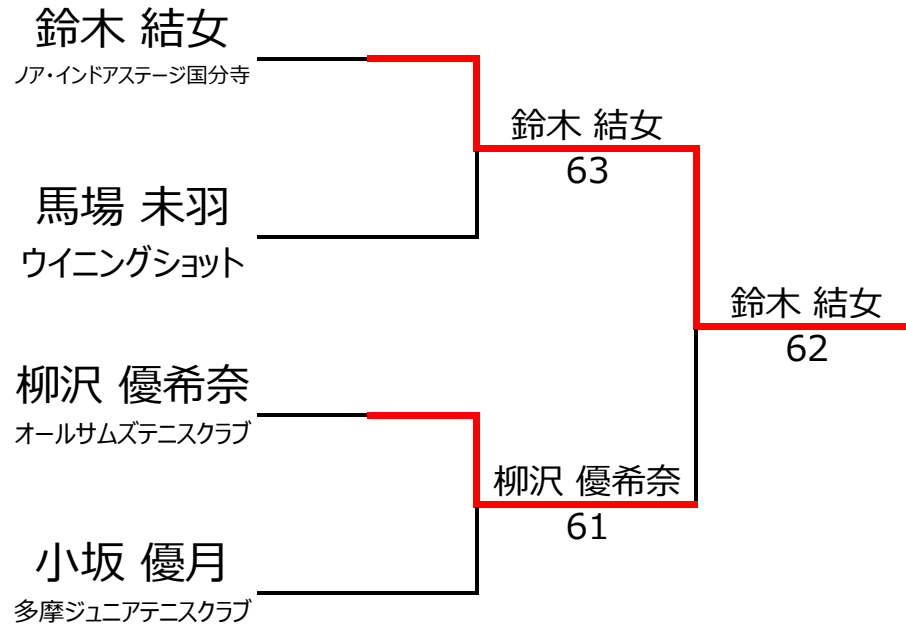 鈴木 結女
ノア・インドアステージ国分寺
鈴木 結女
63
馬場 未羽
ウイニングショット
鈴木 結女
62
柳沢 優希奈
オールサムズテニスクラブ
柳沢 優希奈
61
小坂 優月
多摩ジュニアテニスクラブ